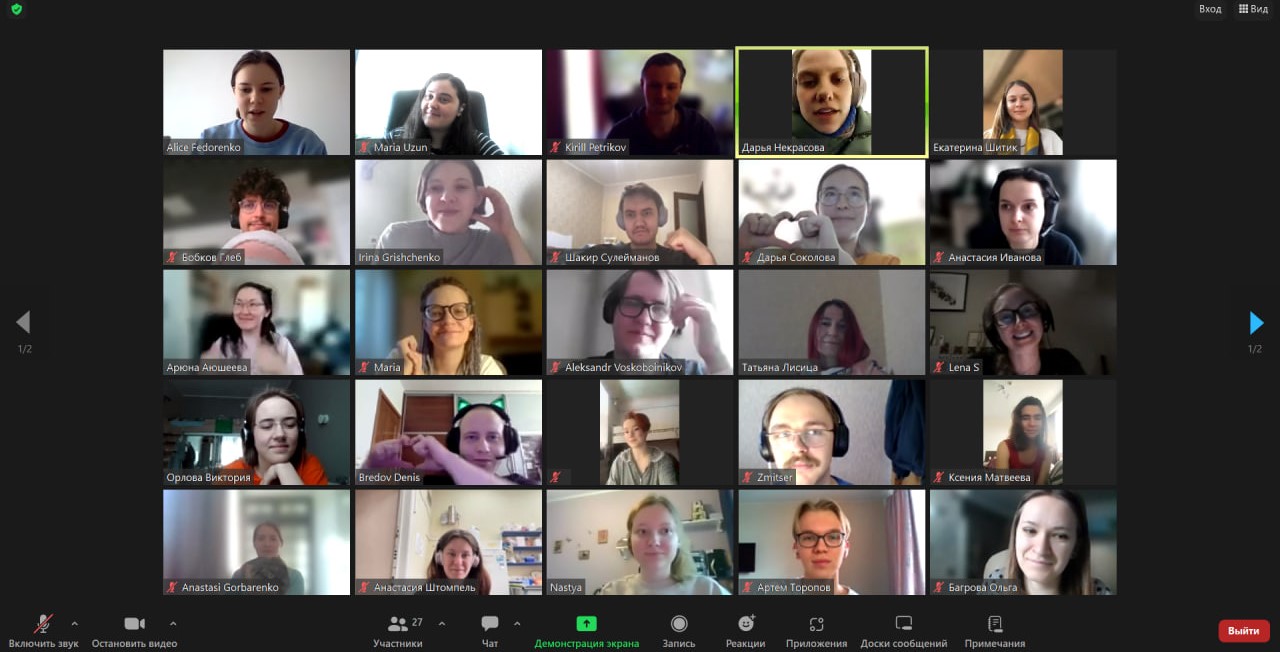 Вход
Вид
Alice Fedorenko
Maria Uzun
Kirill Petrikov
Дарья Некрасова
Екатерина Шитик
Бобков Глеб
Irina Grishchenko
Шакир Сулейманов
Дарья Соколова
Анастасия Иванова
Арюна Аюшеева
Maria
Aleksandr Voskoboinikov
Татьяна Лисица
Lena S
1/2
1/2
Орлова Виктория
Bredov Denis
Zmitser
Ксения Матвеева
Anastasi Gorbarenko
Анастасия Штомпель
Nastya
Артем Торопов
Багрова Ольга
Включить звук
Остановить видео
27
Участники
Чат
Демонстрация экрана
Запись
Реакции
Приложения
Доски сообщений
Примечания
Выйти